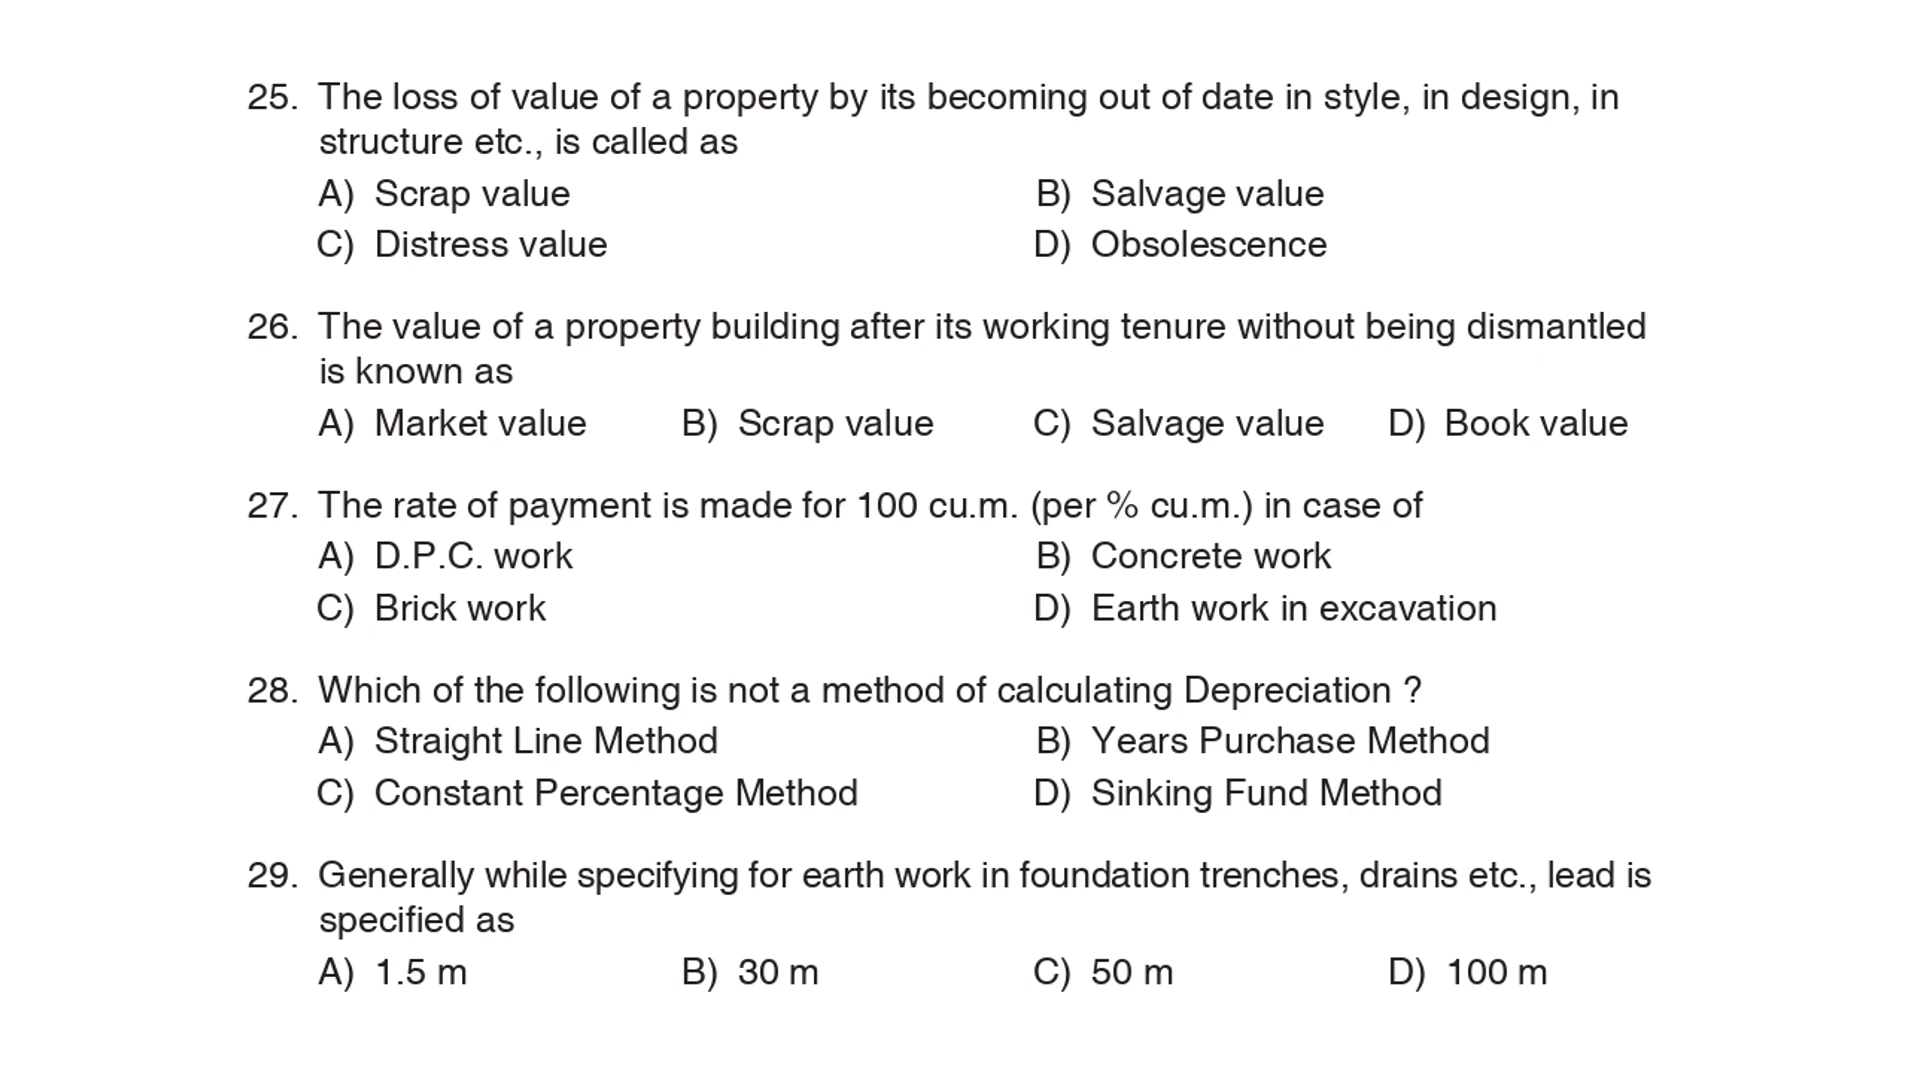 25. The loss of value of a property by its becoming out of date in style, in design, in
structure etc., is called as
A) Scrap value B) Salvage value
C) Distress value D) Obsolescence
26. The value of a property building after its working tenure without being dismantled
is known as
A) Market value B) Scrap value C) Salvage value D) Book value
27. The rate of payment is made for 100 cu.m. (per % cu.m.) in case of
A) D.P.C. work B) Concrete work
C) Brick work D) Earth work in excavation
28. Which of the following is not a method of calculating Depreciation ?
A) Straight Line Method B) Years Purchase Method
C) Constant Percentage Method D) Sinking Fund Method
29. Generally while specifying for earth work in foundation trenches, drains etc., lead is
specified as
A) 1.5 m B) 30 m C) 50 m D) 100 m